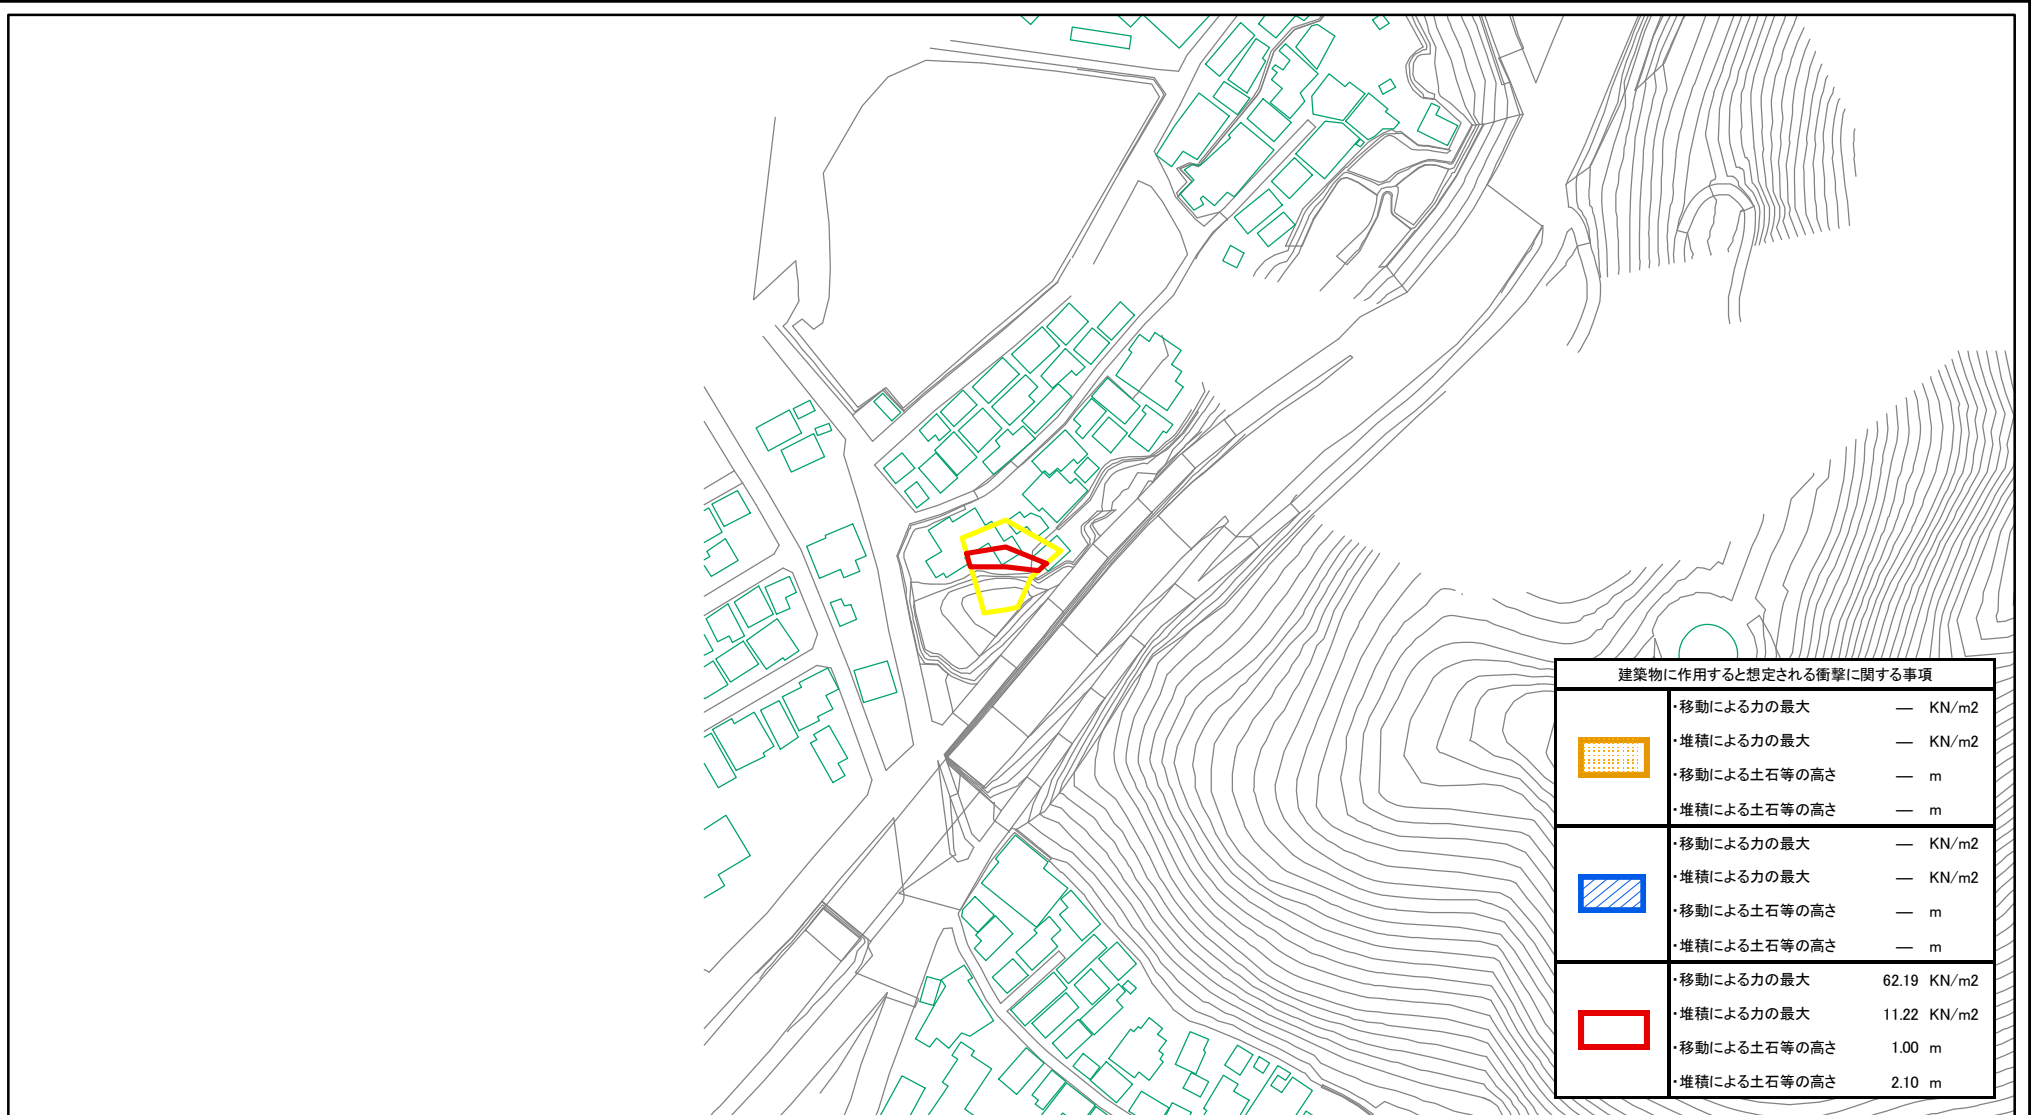 建築物に作用すると想定される衝撃に関する事項
・移動による力の最大 ― KN/m2
・堆積による力の最大 ― KN/m2
・移動による土石等の高さ ― m
・堆積による土石等の高さ ― m
・移動による力の最大 ― KN/m2
・堆積による力の最大 ― KN/m2
・移動による土石等の高さ ― m
・堆積による土石等の高さ ― m
・移動による力の最大 62.19 KN/m2
・堆積による力の最大 11.22 KN/m2
・移動による土石等の高さ 1.00 m
・堆積による土石等の高さ 2.10 m